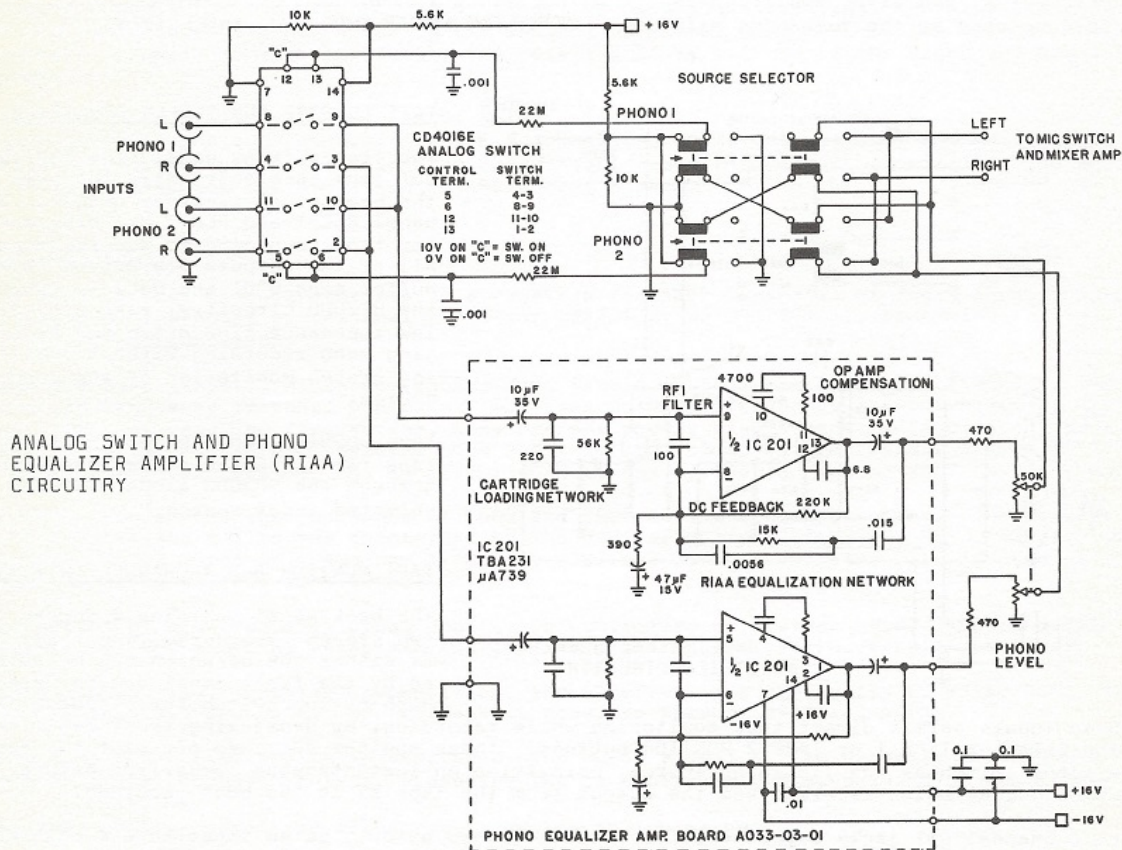 10K
5.6K
+16V
"C"
12
13
7
14
.001
5.6K
SOURCE SELECTOR
PHONO 1
22M
L
8
9
PHONO 1
CD4016E
ANALOG SWITCH
LEFT
TO MIC SWITCH
AND MIXER AMP
R
4
3
CONTROL TERM.
SWITCH TERM.
5 4-3
6 8-9
12 11-10
13 1-2
10K
RIGHT
INPUTS
L
11
10
PHONO 2
R
1
2
10V ON "C" = SW. ON
0V ON "C" = SW. OFF
PHONO 2
5
6
"C"
22M
.001
ANALOG SWITCH AND PHONO
EQUALIZER AMPLIFIER (RIAA)
CIRCUITRY
10µF
35V
RFI
FILTER
4700
100
OP AMP
COMPENSATION
10µF
35V
470
+
9
10
11
½ IC 201
12
13
+
+
220
56K
100
8
-
6.8
50K
CARTRIDGE
LOADING NETWORK
DC FEEDBACK
220K
15K
.015
IC 201
TBA231
µA739
390
.0056
+
47µF
15V
RIAA EQUALIZATION NETWORK
+
5
4
3
½ IC 201
1
2
14
7
+
+
6
-
-16V
+16V
470
PHONO
LEVEL
+
.01
0.1
0.1
+16V
-16V
PHONO EQUALIZER AMP. BOARD A033-03-01